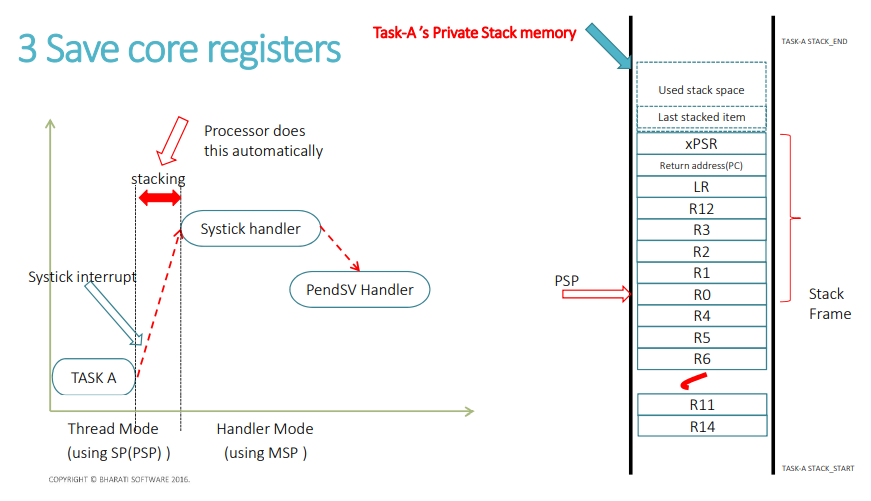 3 Save core registers
Task-A 's Private Stack memory
TASK-A STACK_END
Used stack space
Last stacked item
xPSR
Return address(PC)
LR
R12
R3
R2
R1
R0
R4
R5
R6
R11
R14
PSP
Stack
Frame
TASK-A STACK_START
Processor does
this automatically
stacking
Systick handler
Systick interrupt
PendSV Handler
TASK A
Thread Mode
(using SP(PSP) )
Handler Mode
(using MSP )
COPYRIGHT © BHARATI SOFTWARE 2016.